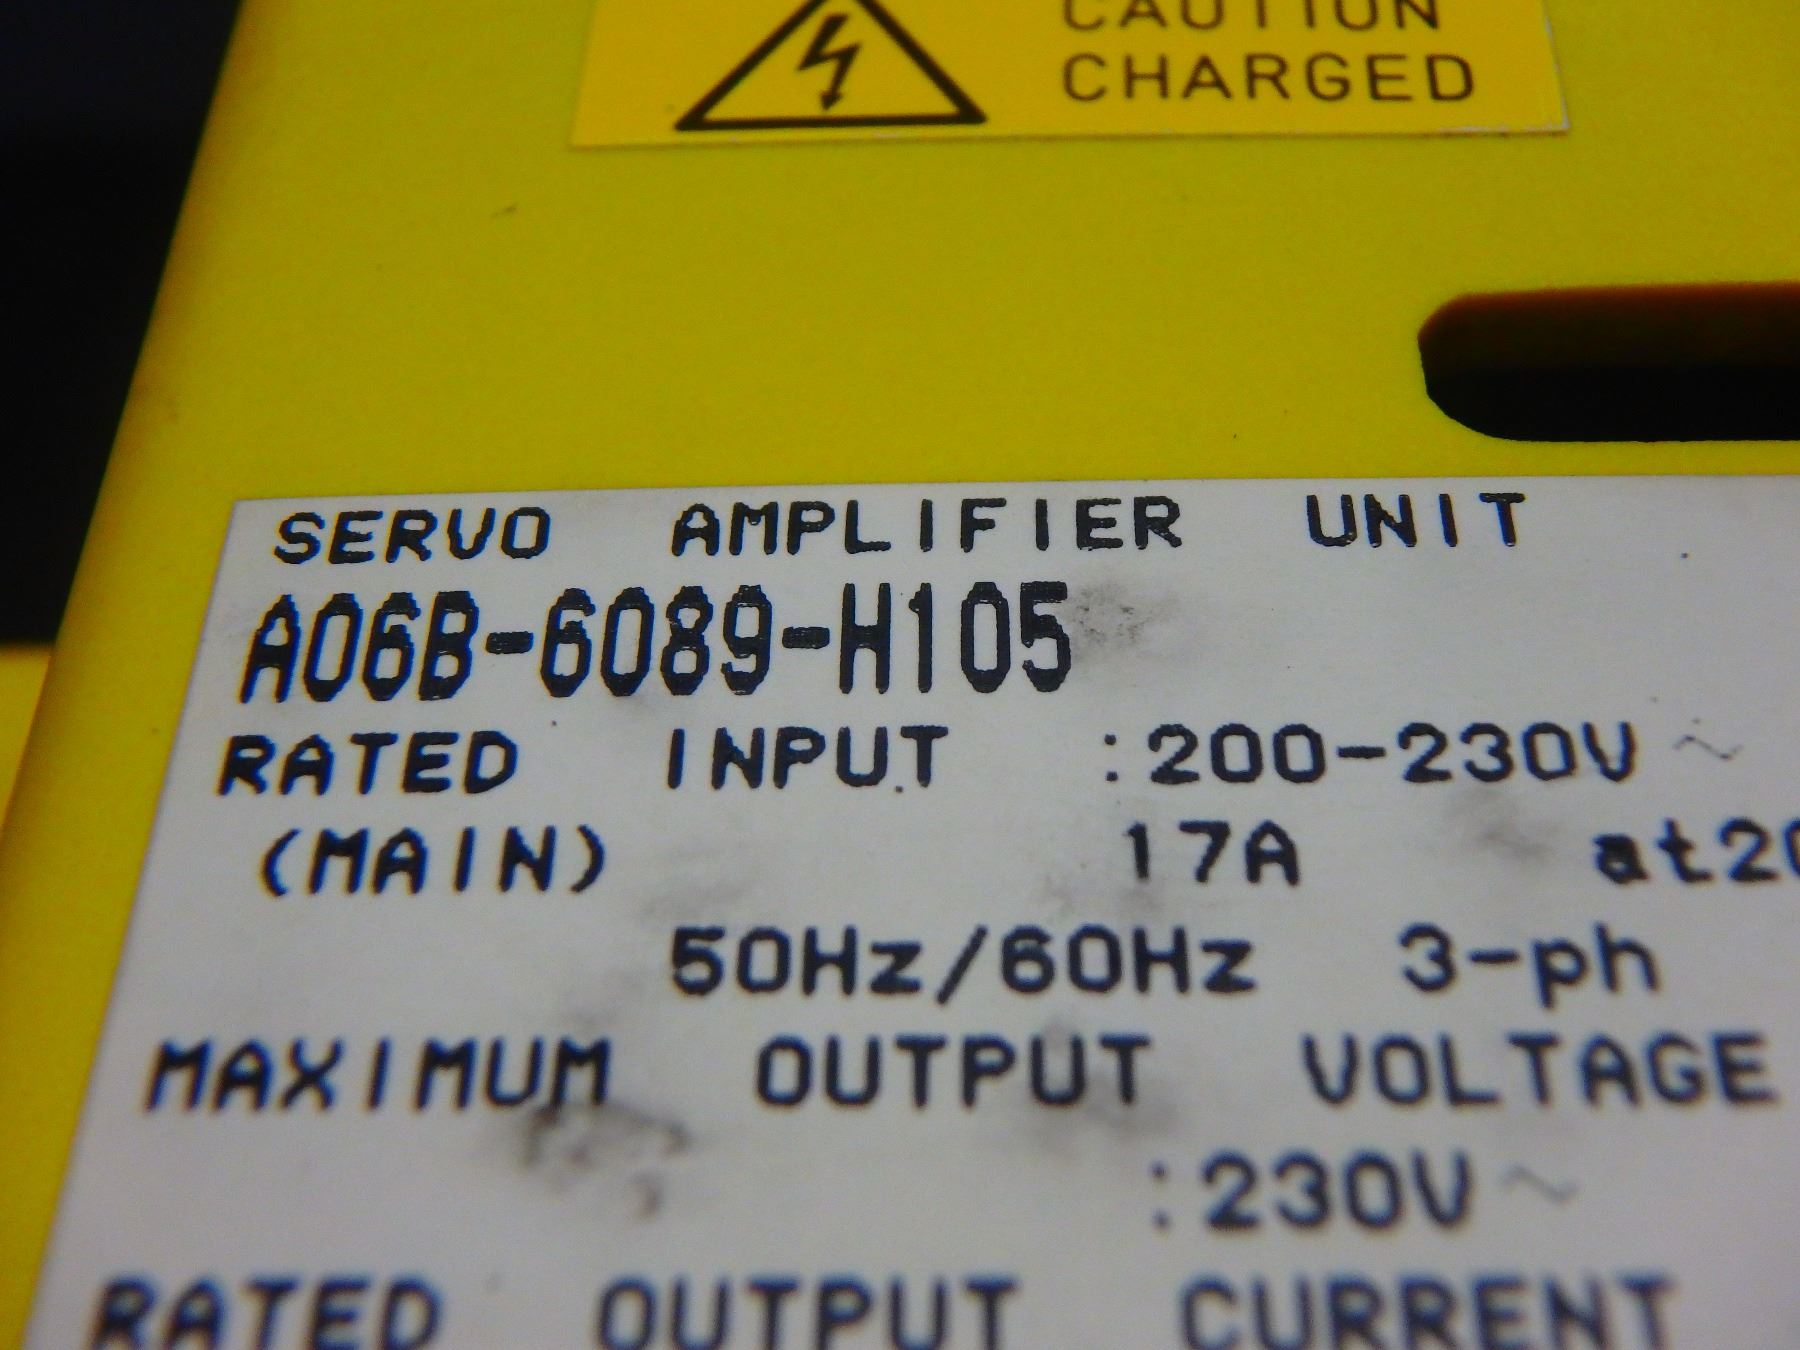 CAUTION
CHARGED
SERVO AMPLIFIER UNIT
A06B-6089-H105
RATED INPUT :200-230V~
(MAIN) 17A at20
50Hz/60Hz 3-ph
MAXIMUM OUTPUT VOLTAGE
:230V~
RATED OUTPUT CURRENT